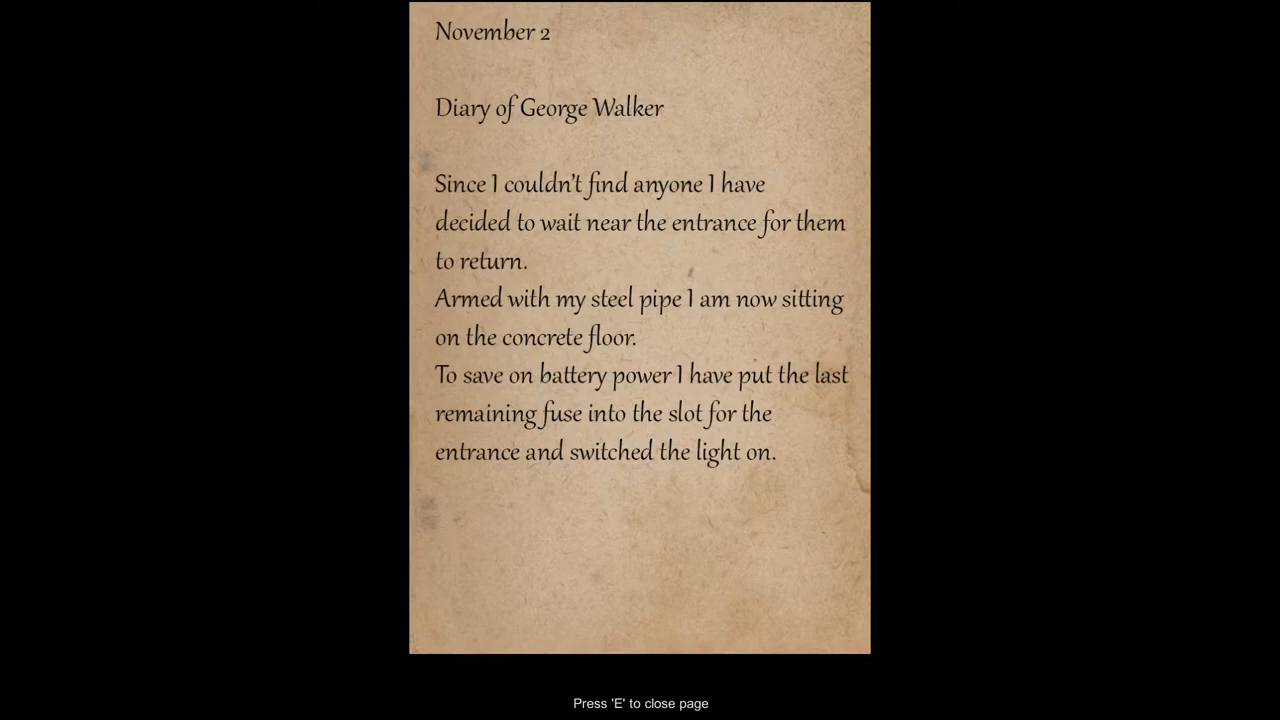 November 2
Diary of George Walker
Since I couldn't find anyone I have
decided to wait near the entrance for them
to return.
Armed with my steel pipe I am now sitting
on the concrete floor.
To save on battery power I have put the last
remaining fuse into the slot for the
entrance and switched the light on.
Press 'E' to close page